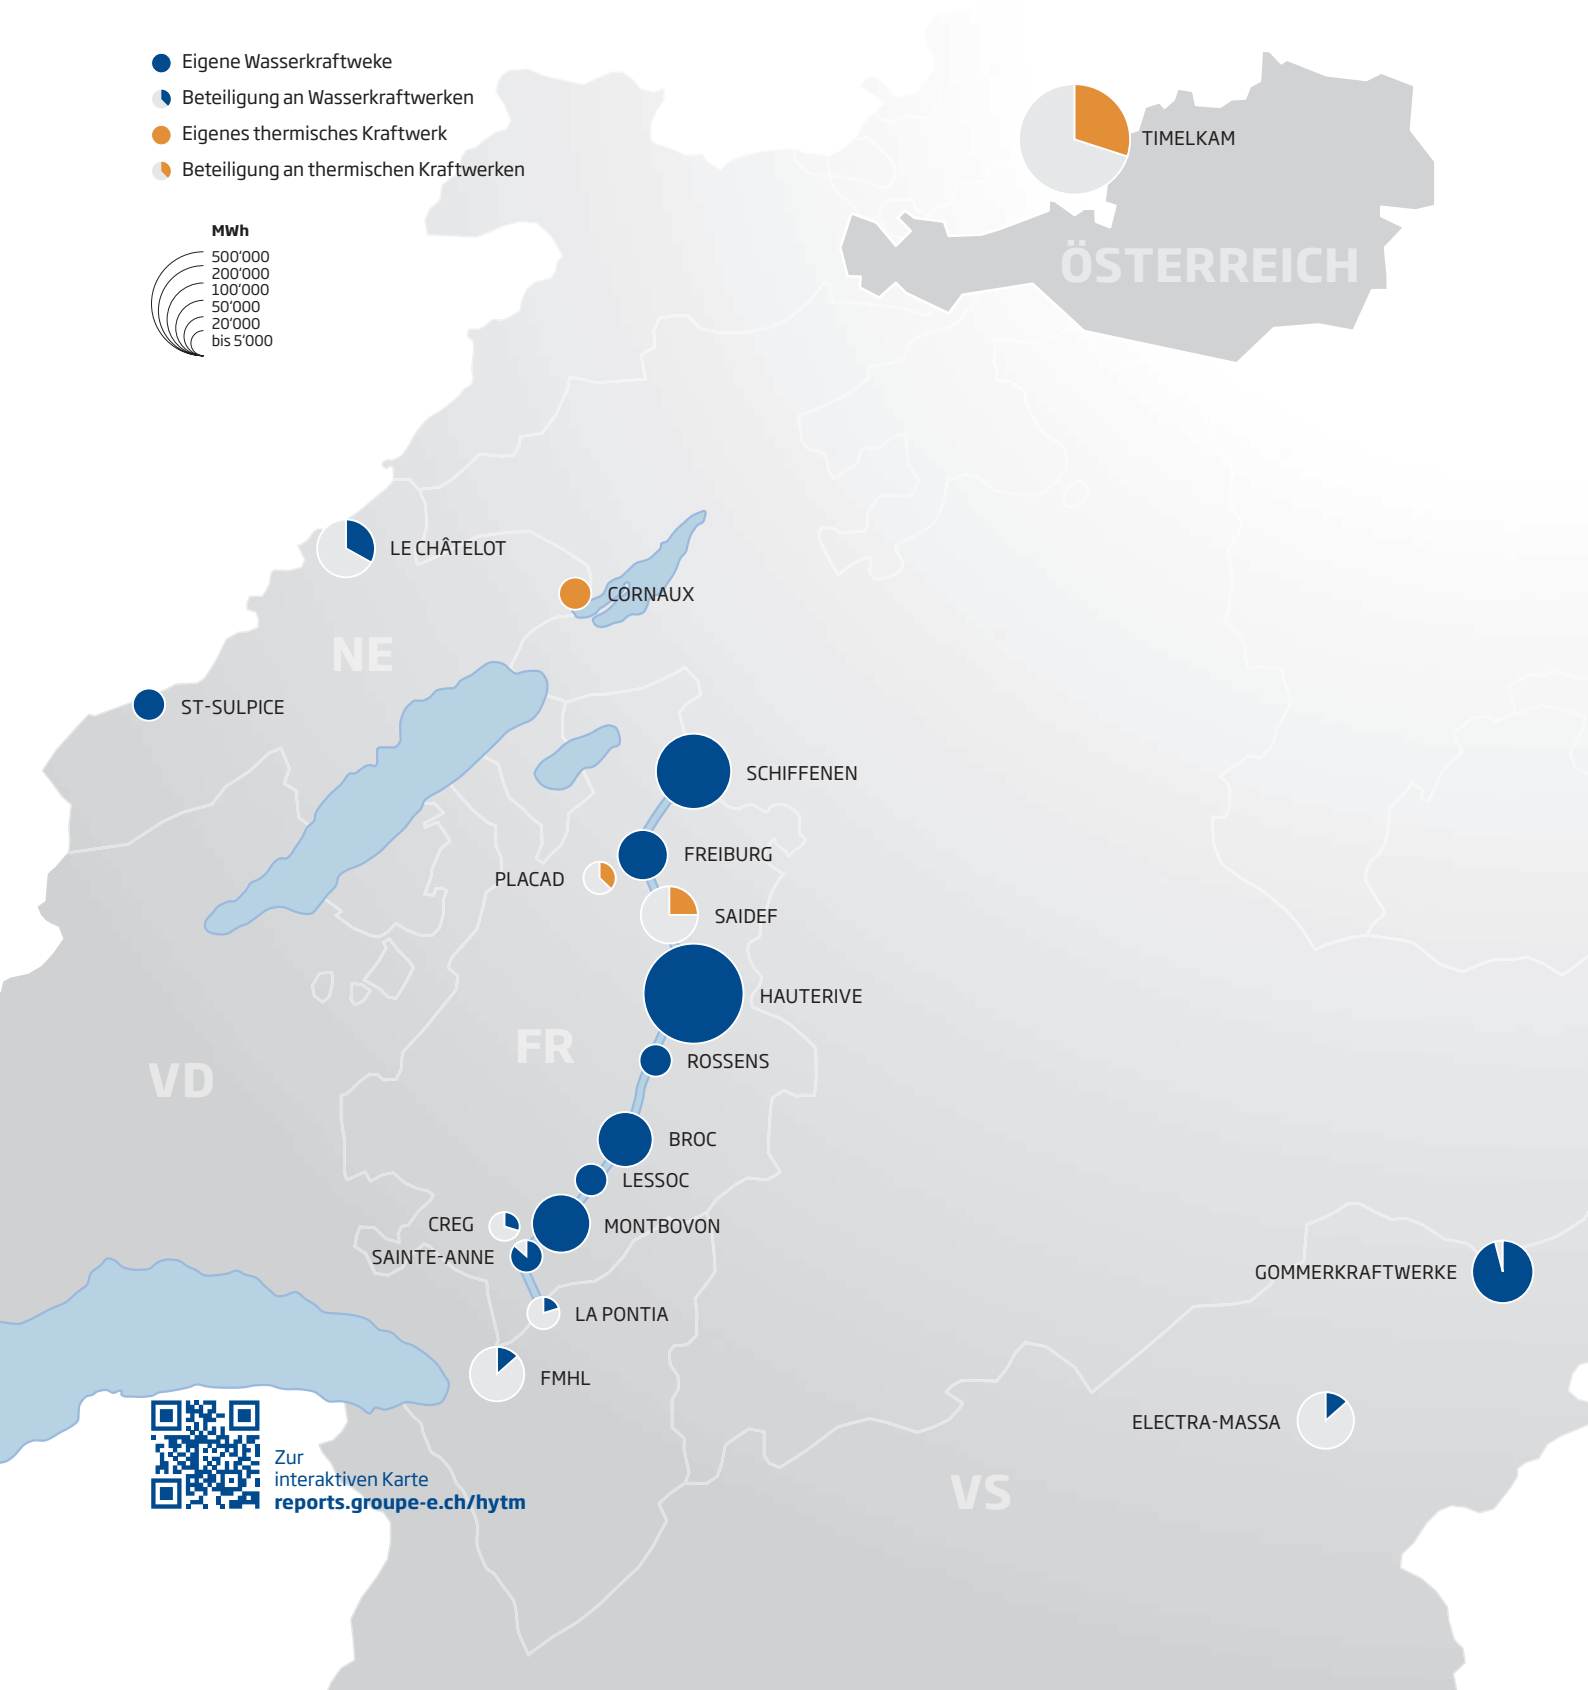 Eigene Wasserkraftweke
Beteiligung an Wasserkraftwerken
Eigenes thermisches Kraftwerk
Beteiligung an thermischen Kraftwerken
MWh
500'000
200'000
100'000
50'000
20'000
bis 5'000
TIMELKAM
ÖSTERREICH
LE CHÂTELOT
CORNAUX
NE
ST-SULPICE
SCHIFFENEN
FREIBURG
PLACAD
SAIDEF
HAUTERIVE
FR
ROSSENS
VD
BROC
LESSOC
CREG
MONTBOVON
SAINTE-ANNE
GOMMERKRAFTWERKE
LA PONTIA
FMHL
ELECTRA-MASSA
VS
Zur
interaktiven Karte
reports.groupe-e.ch/hytm